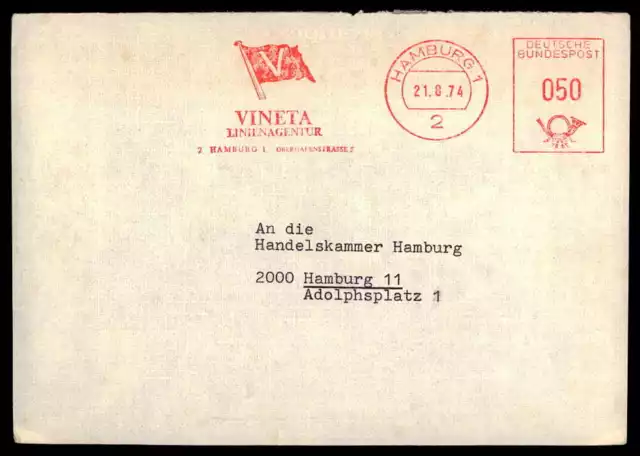 V
VINETA
LINIENAGENTUR
2 HAMBURG 1, OBERHAFENSTRASSE
HAMBURG 1
21.8.74
2
DEUTSCHE
BUNDESPOST
050
An die
Handelskammer Hamburg
2000 Hamburg 11
Adolphsplatz 1